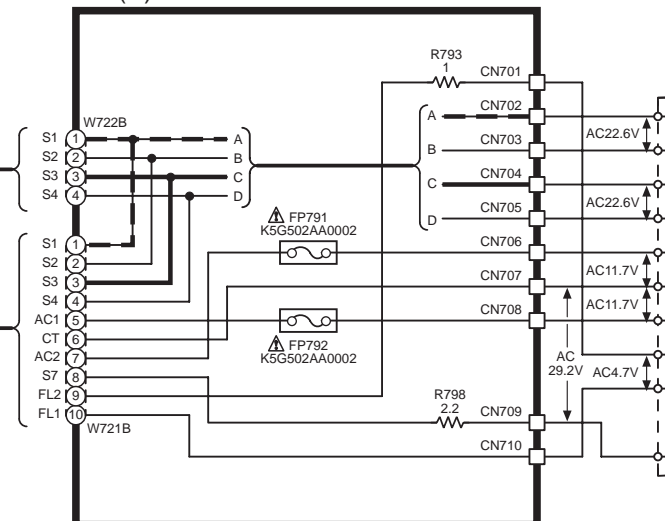 R793
1
CN701
CN702
W722B
S1 1
A
A
S2 2
B
B
CN703
AC22.6V
S3 3
C
C
CN704
S4 4
D
D
CN705
AC22.6V
FP791
K5G502AA0002
CN706
S1 1
S2 2
S3 3
CN707
AC11.7V
S4 4
CN708
AC11.7V
AC1 5
CT 6
FP792
K5G502AA0002
AC2 7
AC
29.2V
AC4.7V
S7 8
R798
2.2
FL2 9
CN709
FL1 10
W721B
CN710